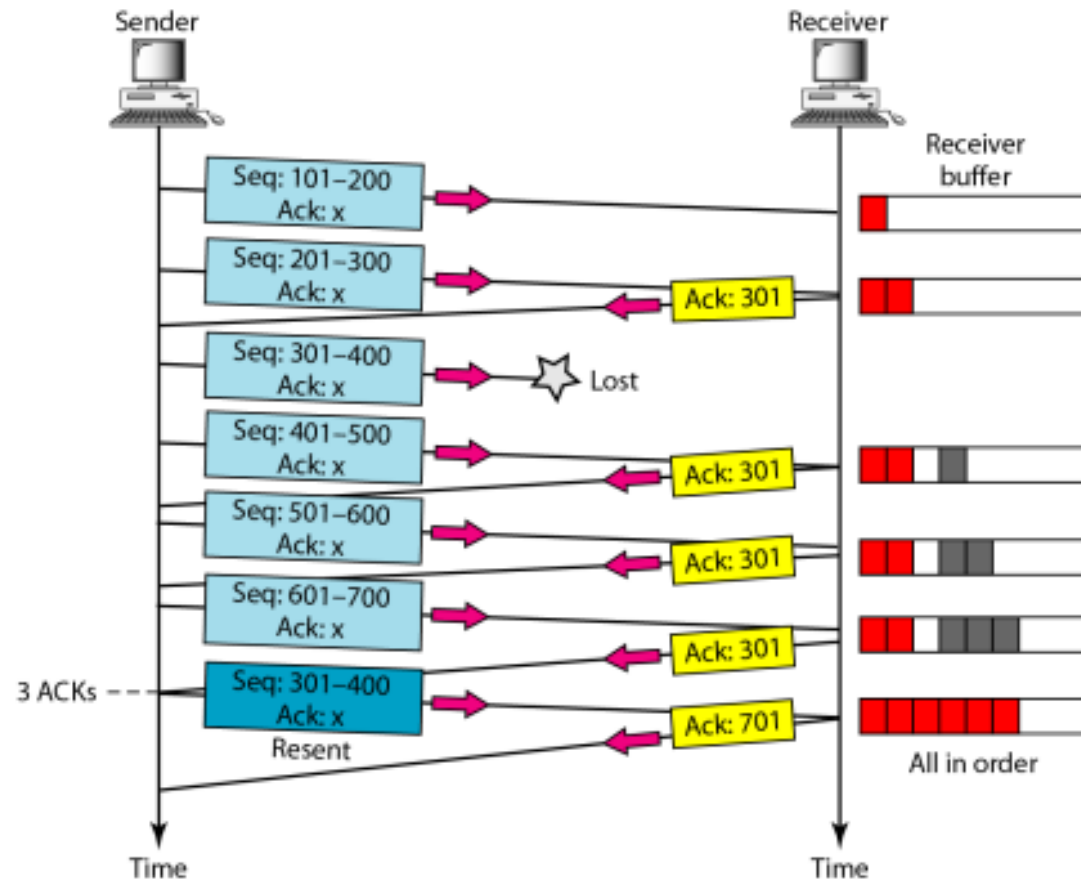 Sender
Receiver
Receiver
buffer
Seq: 101–200
Ack: x
Seq: 201–300
Ack: x
Ack: 301
Seq: 301–400
Ack: x
Lost
Seq: 401–500
Ack: x
Ack: 301
Seq: 501–600
Ack: x
Ack: 301
Seq: 601–700
Ack: x
Ack: 301
3 ACKs
Seq: 301–400
Ack: x
Resent
Ack: 701
All in order
Time
Time